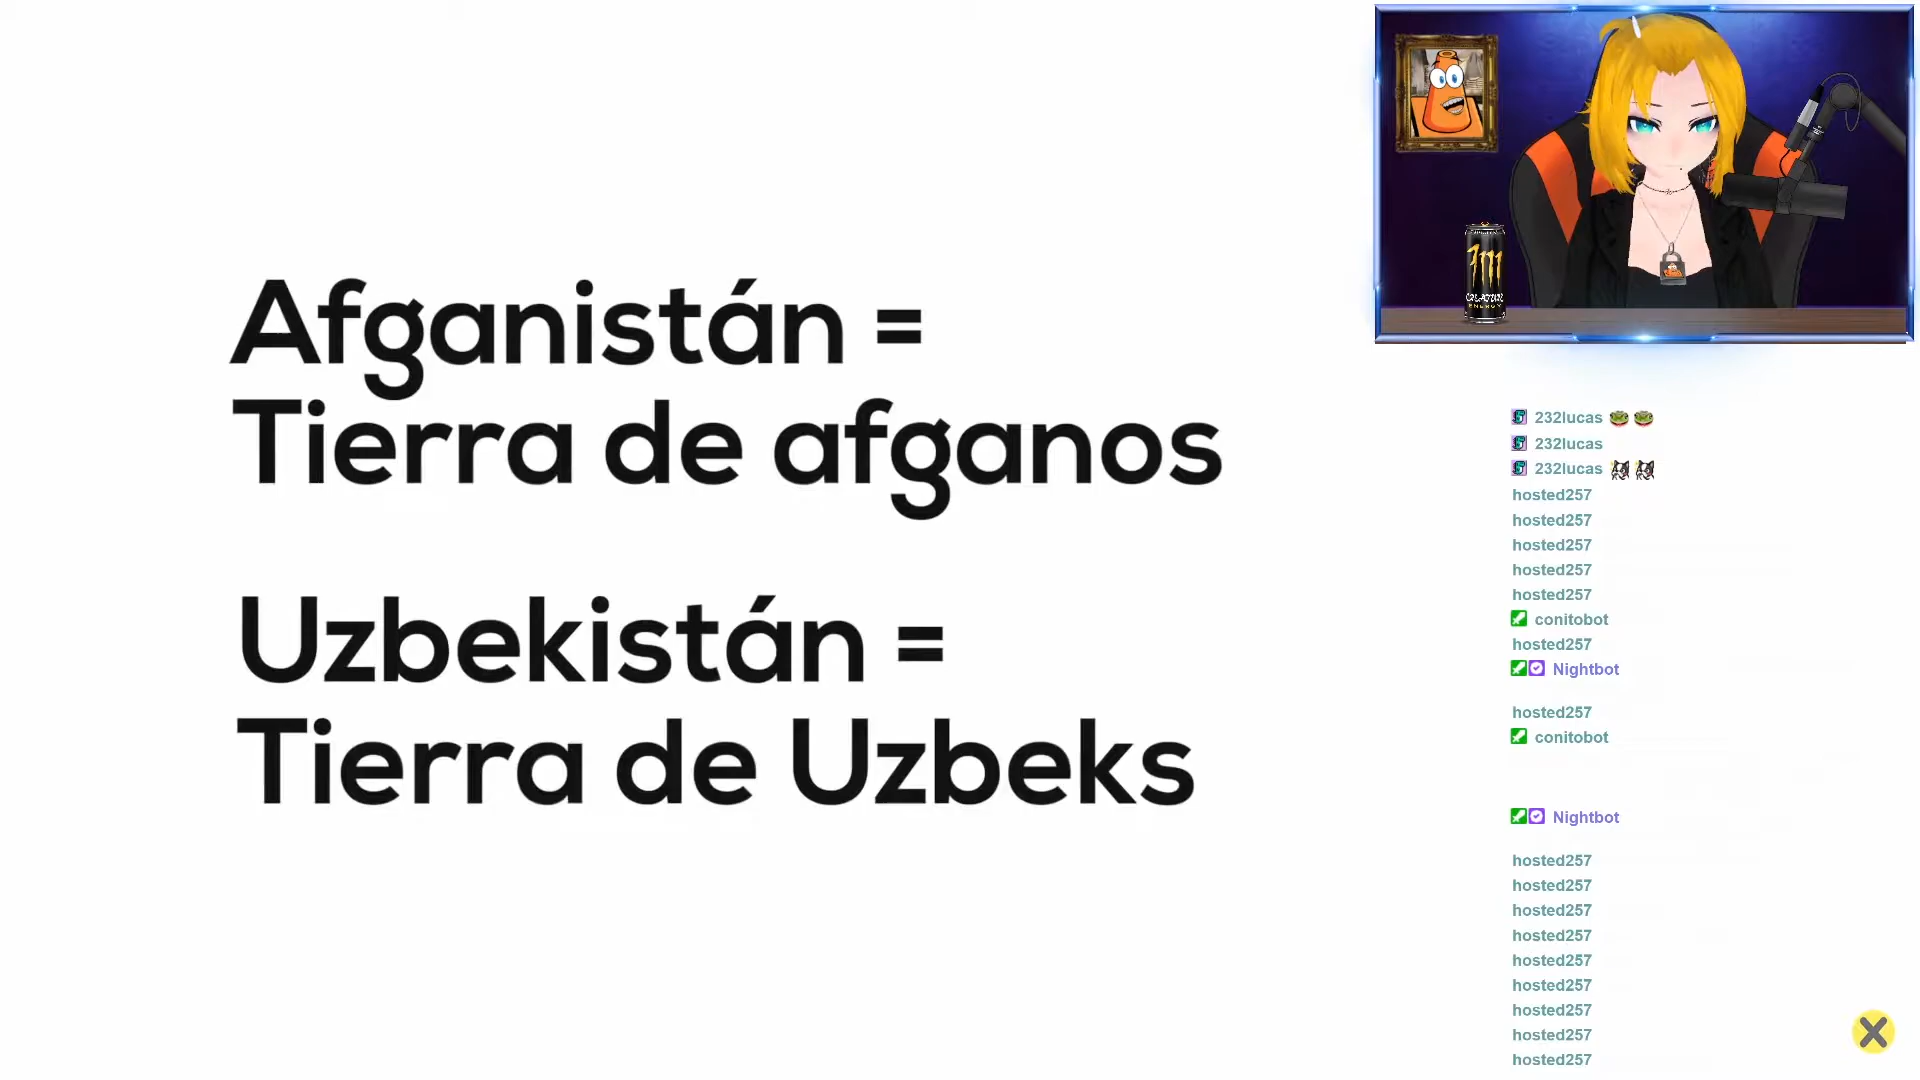 Afganistán =
Tierra de afganos
Uzbekistán =
Tierra de Uzbeks
ENERGY
232lucas
232lucas
232lucas
hosted257
hosted257
hosted257
hosted257
hosted257
conitobot
hosted257
Nightbot
hosted257
conitobot
Nightbot
hosted257
hosted257
hosted257
hosted257
hosted257
hosted257
hosted257
hosted257
hosted257